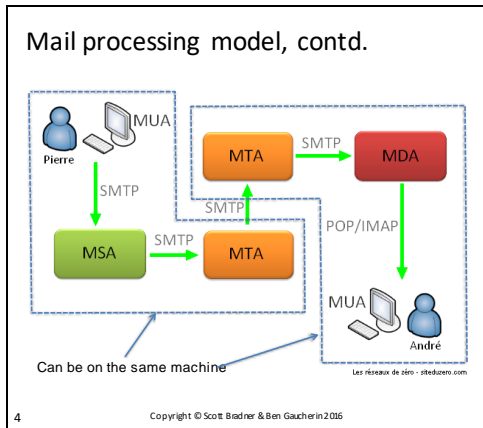 Mail processing model, contd.
MUA
Pierre
SMTP
MSA
SMTP
MTA
SMTP
MTA
SMTP
MDA
POP/IMAP
MUA
André
Can be on the same machine
Les réseaux de zéro - siteduzero.com
4
Copyright © Scott Bradner & Ben Gaucherin 2016